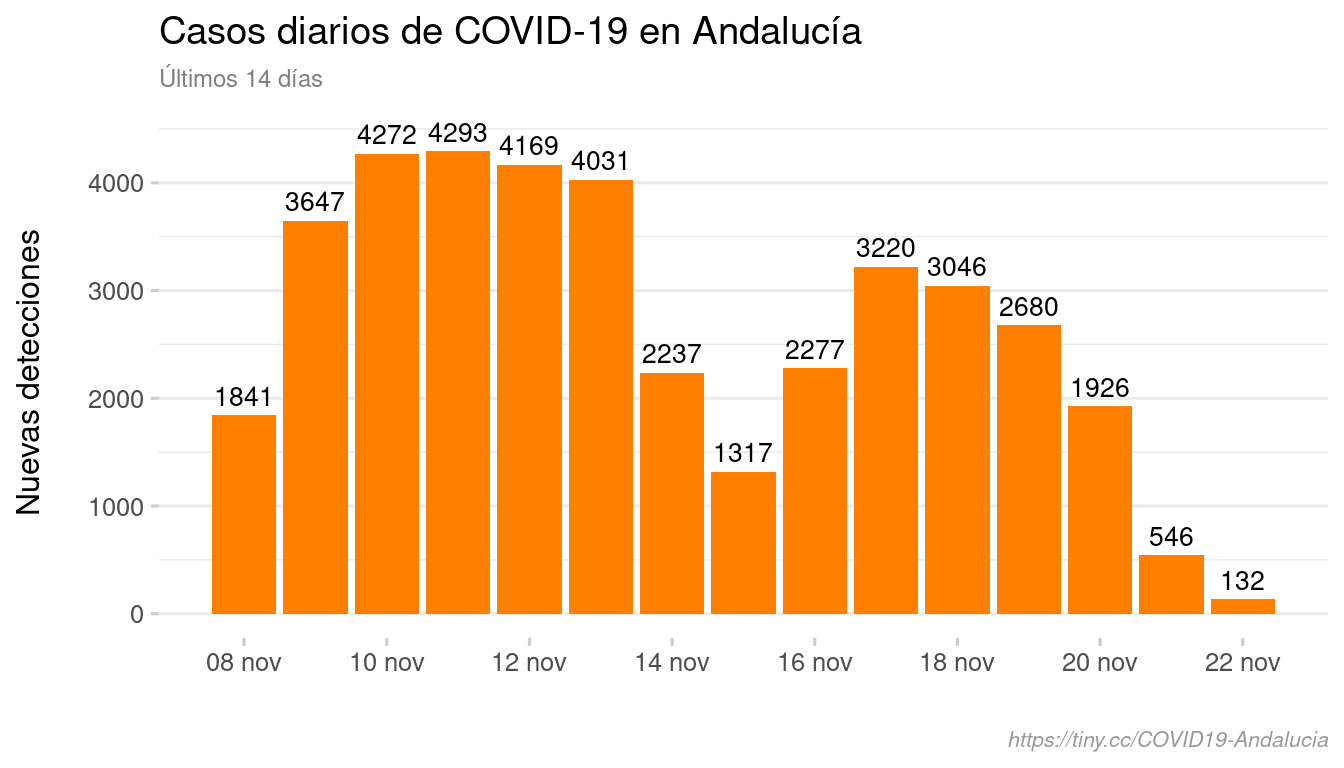 Casos diarios de COVID-19 en Andalucía
Últimos 14 días
Nuevas detecciones
4000
3000
2000
1000
0
1841
3647
4272
4293
4169
4031
2237
1317
2277
3220
3046
2680
1926
546
132
08 nov
10 nov
12 nov
14 nov
16 nov
18 nov
20 nov
22 nov
https://tiny.cc/COVID19-Andalucia